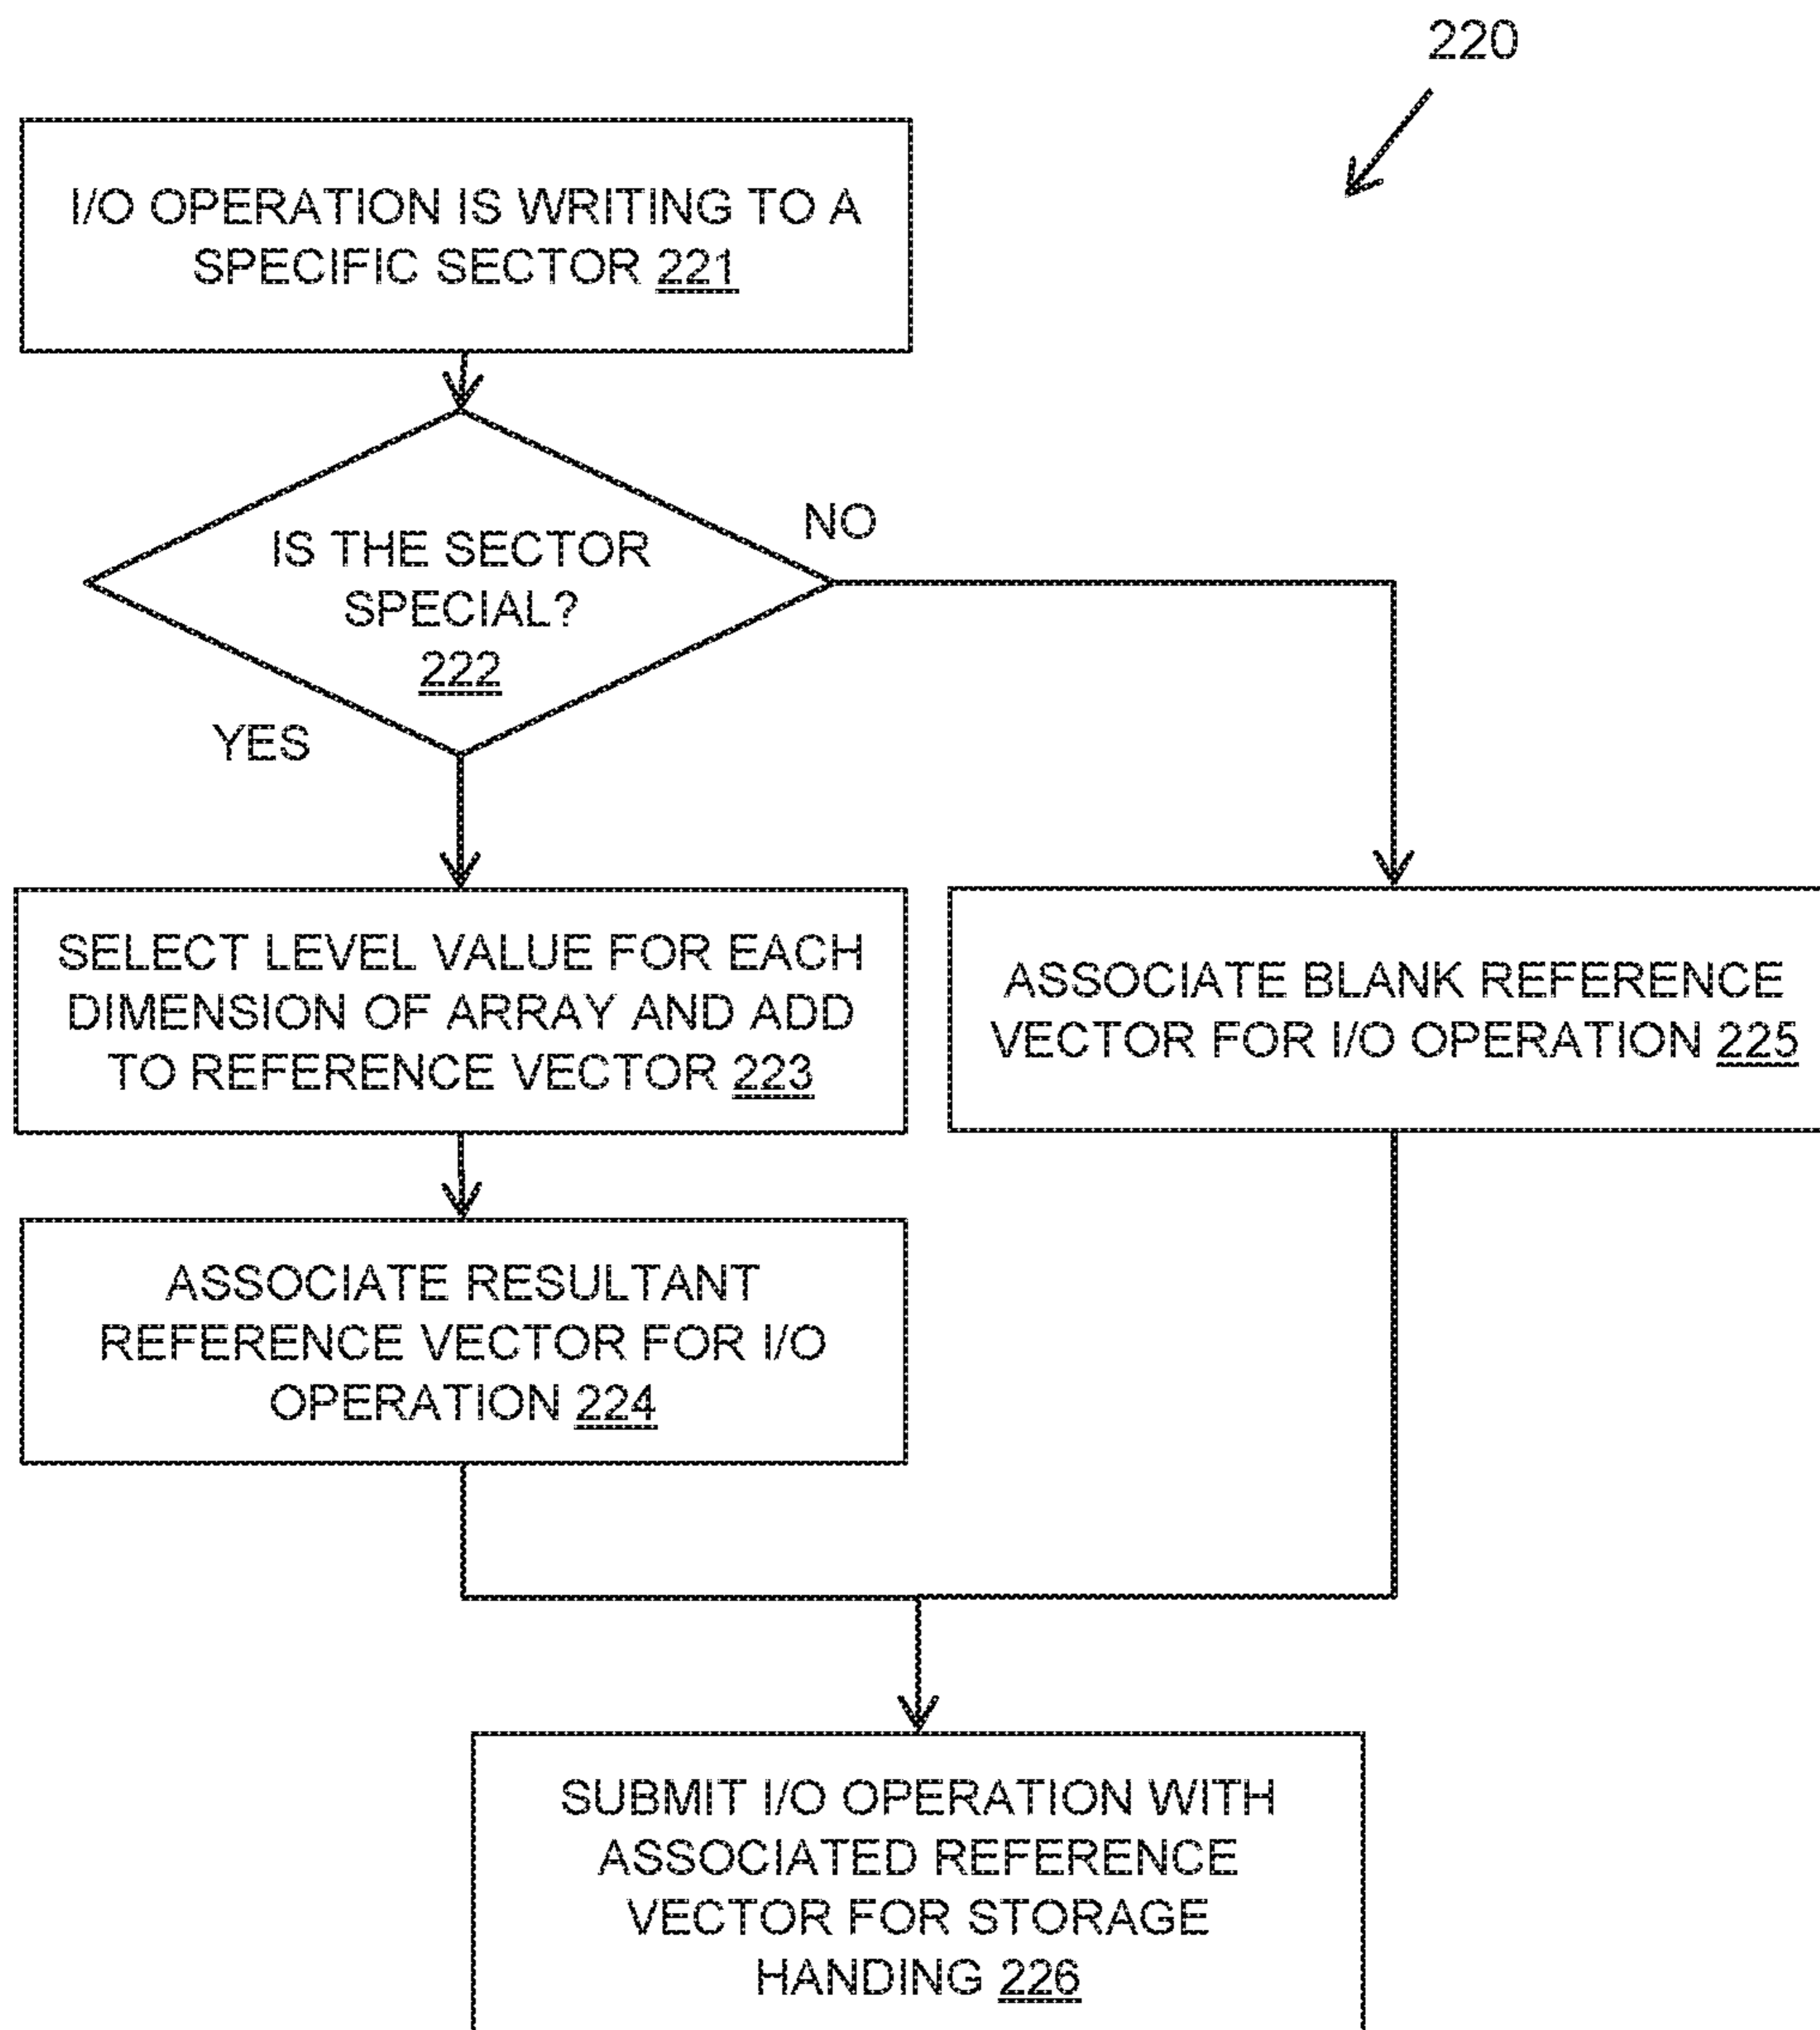 220
I/O OPERATION IS WRITING TO A
SPECIFIC SECTOR 221
IS THE SECTOR
SPECIAL?
222
NO
YES
SELECT LEVEL VALUE FOR EACH
DIMENSION OF ARRAY AND ADD
TO REFERENCE VECTOR 223
ASSOCIATE BLANK REFERENCE
VECTOR FOR I/O OPERATION 225
ASSOCIATE RESULTANT
REFERENCE VECTOR FOR I/O
OPERATION 224
SUBMIT I/O OPERATION WITH
ASSOCIATED REFERENCE
VECTOR FOR STORAGE
HANDING 226